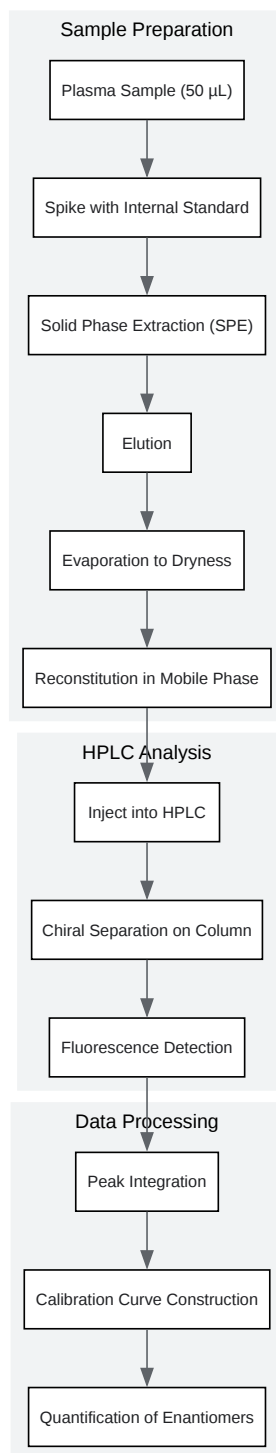 Sample Preparation
Plasma Sample (50 µL)
Spike with Internal Standard
Solid Phase Extraction (SPE)
Elution
Evaporation to Dryness
Reconstitution in Mobile Phase
HPLC Analysis
Inject into HPLC
Chiral Separation on Column
Fluorescence Detection
Data Processing
Peak Integration
Calibration Curve Construction
Quantification of Enantiomers